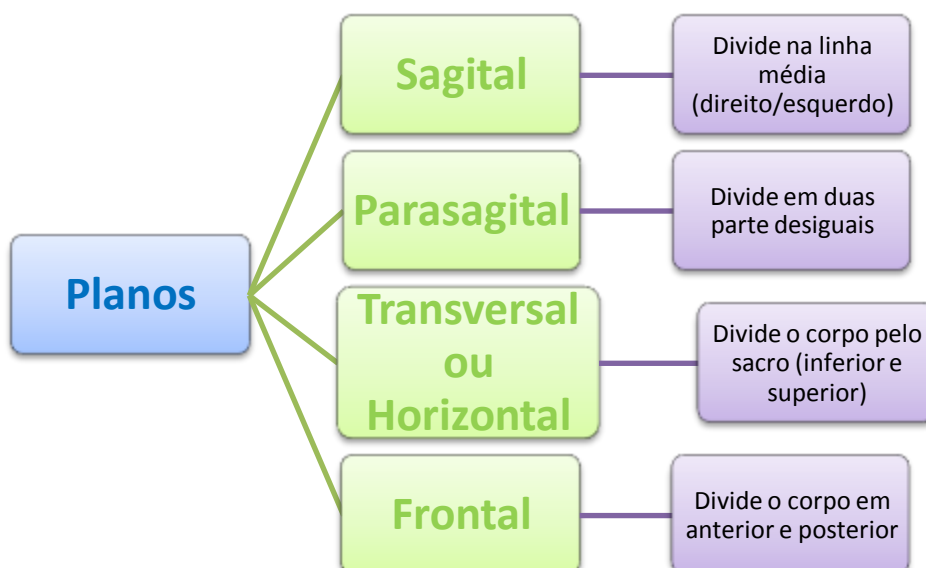 Planos
Sagital
Divide na linha
média
(direito/esquerdo)
Parasagital
Divide em duas
parte desiguais
Transversal
ou
Horizontal
Divide o corpo pelo
sacro (inferior e
superior)
Frontal
Divide o corpo em
anterior e posterior